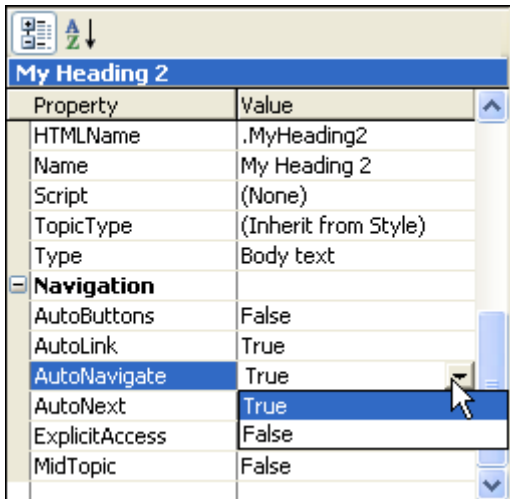 A
Z
My Heading 2
Property Value
HTMLName .MyHeading2
Name My Heading 2
Script (None)
TopicType (Inherit from Style)
Type Body text
Navigation
AutoButtons False
AutoLink True
AutoNavigate True
AutoNext True
ExplicitAccess False
MidTopic False